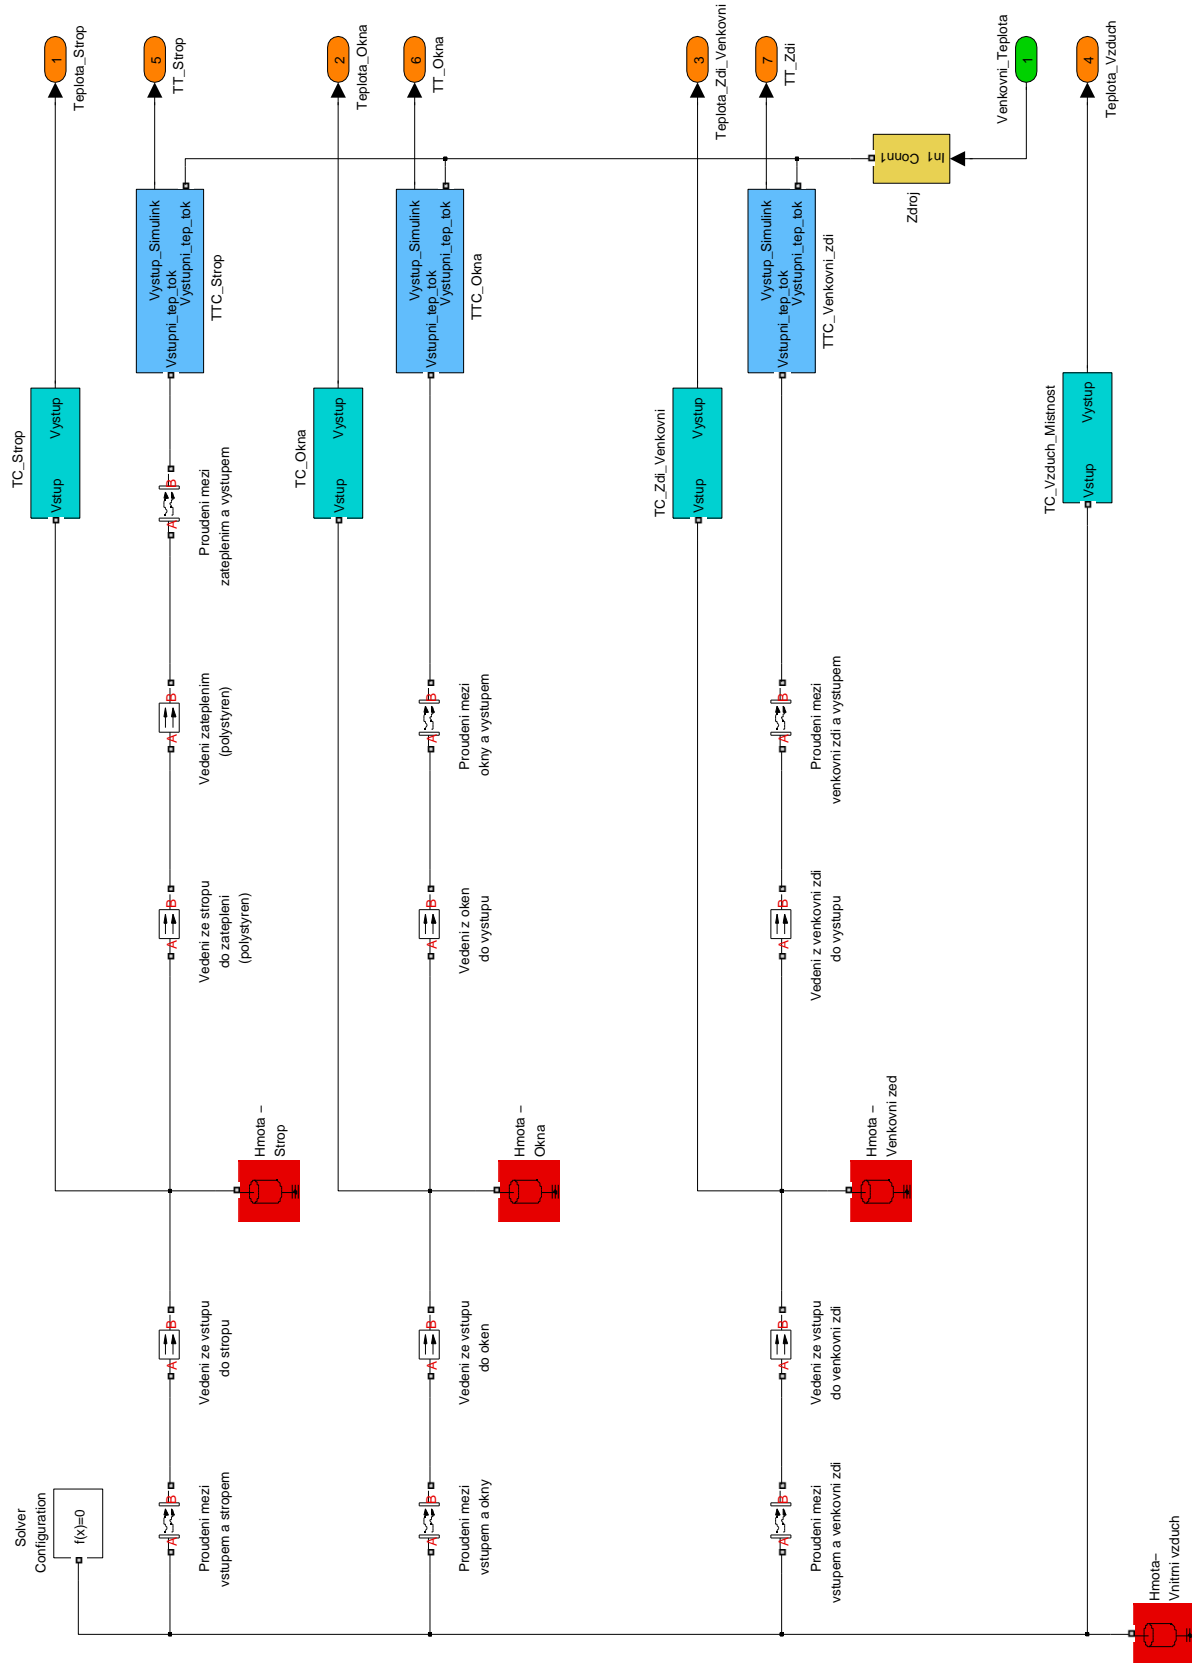 Solver
Configuration
f(x)=0
TC_Strop
Vstup
Vystup
1
Teplota_Strop
A
B
Proudeni mezi
vstupem a stropem
A
B
Vedeni ze vstupu
do stropu
Hmota –
Strop
A
B
Vedeni ze stropu
do zatepleni
(polystyren)
A
B
Vedeni zateplenim
(polystyren)
A
B
Proudeni mezi
zateplenim a vystupem
Vystup_Simulink
Vstupni_tep_tok
Vystupni_tep_tok
TTC_Strop
5
TT_Strop
TC_Okna
Vstup
Vystup
2
Teplota_Okna
A
B
Proudeni mezi
vstupem a okny
A
B
Vedeni ze vstupu
do oken
Hmota –
Okna
A
B
Vedeni z oken
do vystupu
A
B
Proudeni mezi
okny a vystupem
Vystup_Simulink
Vstupni_tep_tok
Vystupni_tep_tok
TTC_Okna
6
TT_Okna
TC_Zdi_Venkovni
Vstup
Vystup
3
Teplota_Zdi_Venkovni
A
B
Proudeni mezi
vstupem a venkovni zdi
A
B
Vedeni ze vstupu
do venkovni zdi
Hmota –
Venkovni zed
A
B
Vedeni z venkovni zdi
do vystupu
A
B
Proudeni mezi
venkovni zdi a vystupem
Vystup_Simulink
Vstupni_tep_tok
Vystupni_tep_tok
TTC_Venkovni_zdi
7
TT_Zdi
Zdroj
In1
Conn1
Venkovni_Teplota
1
TC_Vzduch_Mistnost
Vstup
Vystup
4
Teplota_Vzduch
Hmota–
Vnitrni vzduch